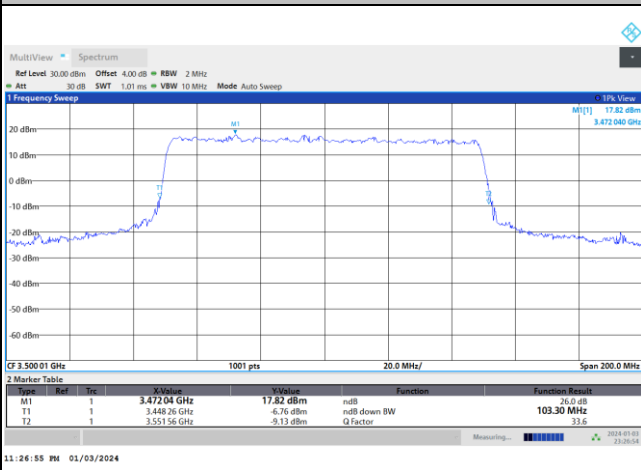 MultiView Spectrum
Ref Level 30.00 dBm Offset 4.00 dB RBW 2 MHz
Att 30 dB SWT 1.01 ms VBW 10 MHz Mode Auto Sweep
1 Frequency Sweep 1Pk View
M1[1] 17.82 dBm
3.472 040 GHz
M1
20 dBm
10 dBm
0 dBm
T1
T2
-10 dBm
-20 dBm
-30 dBm
-40 dBm
-50 dBm
-60 dBm
CF 3.500 01 GHz 1001 pts 20.0 MHz/ Span 200.0 MHz
2 Marker Table
Type Ref Trc X-Value Y-Value Function Function Result
M1 1 3.472 04 GHz 17.82 dBm ndB 26.0 dB
T1 1 3.448 26 GHz -6.76 dBm ndB down BW 103.30 MHz
T2 1 3.551 56 GHz -9.13 dBm Q Factor 33.6
Measuring... 2024-01-03
23:26:54
11:26:55 PM 01/03/2024